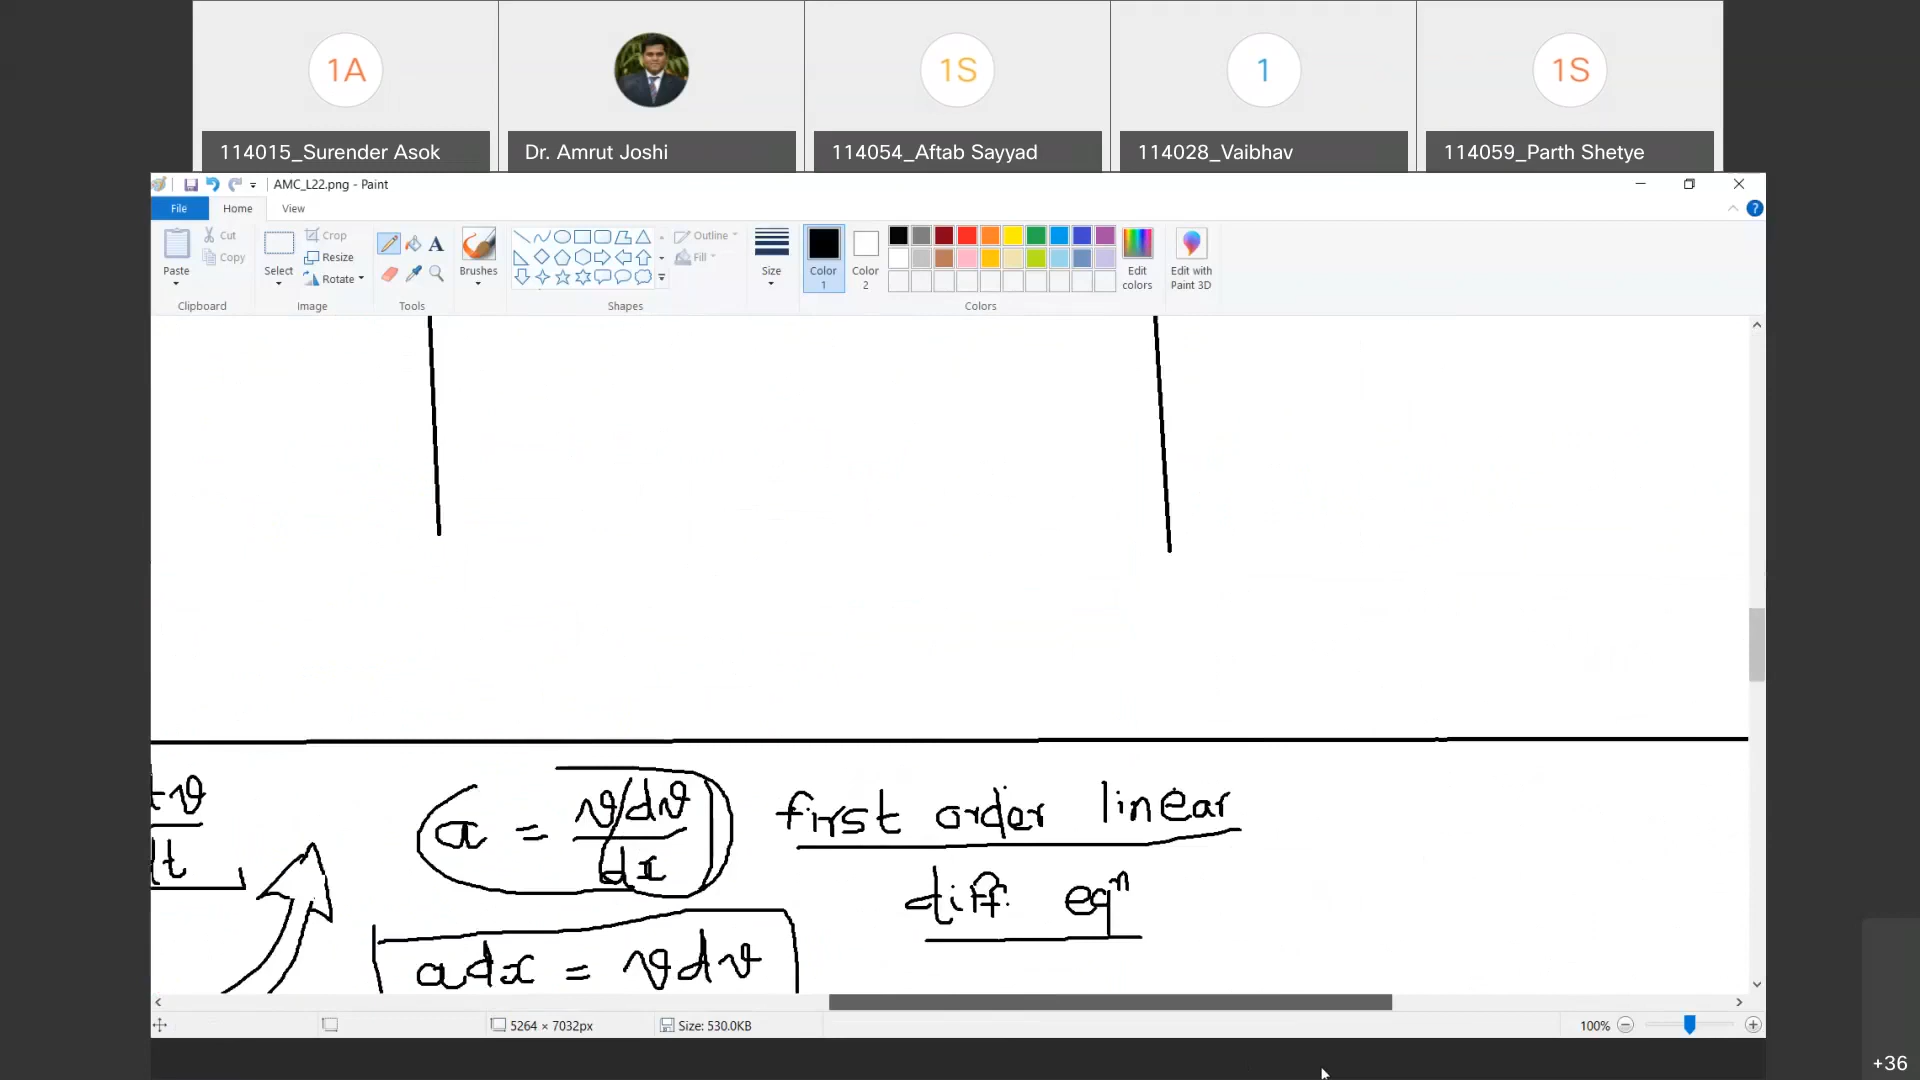 1A
1S
1
1S
114015_Surender Asok
Dr. Amrut Joshi
114054_Aftab Sayyad
114028_Vaibhav
114059_Parth Shetye
AMC_L22.png - Paint
File
Home
View
Paste
Cut
Copy
Clipboard
Select
Crop
Resize
Rotate
Image
A
Tools
Brushes
Outline
Fill
Shapes
Size
Color
1
Color
2
Edit
colors
Colors
Edit with
Paint 3D
?
a = vdv
dx
first order linear
diff. eqⁿ
adx = vdv
5264 × 7032px
Size: 530.0KB
100%
+36